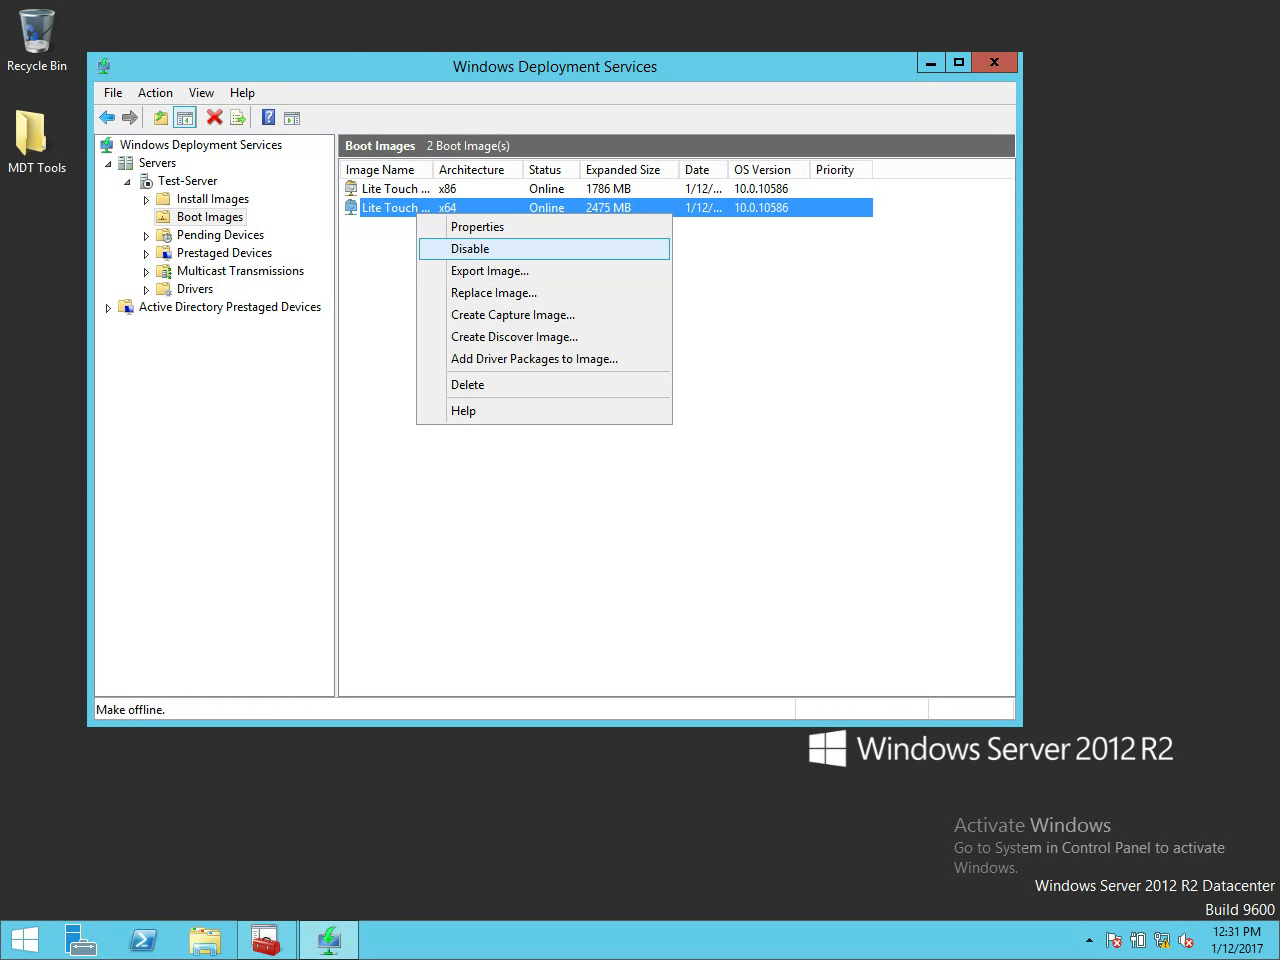 Recycle Bin
MDT Tools
Windows Deployment Services
File Action View Help
Windows Deployment Services
Servers
Test-Server
Install Images
Boot Images
Pending Devices
Prestaged Devices
Multicast Transmissions
Drivers
Active Directory Prestaged Devices
Boot Images 2 Boot Image(s)
Image Name Architecture Status Expanded Size Date OS Version Priority
Lite Touch ... x86 Online 1786 MB 1/12/... 10.0.10586
Lite Touch ... x64 Online 2475 MB 1/12/... 10.0.10586
Properties
Disable
Export Image...
Replace Image...
Create Capture Image...
Create Discover Image...
Add Driver Packages to Image...
Delete
Help
Make offline.
Windows Server 2012 R2
Activate Windows
Go to System in Control Panel to activate
Windows.
Windows Server 2012 R2 Datacenter
Build 9600
12:31 PM
1/12/2017